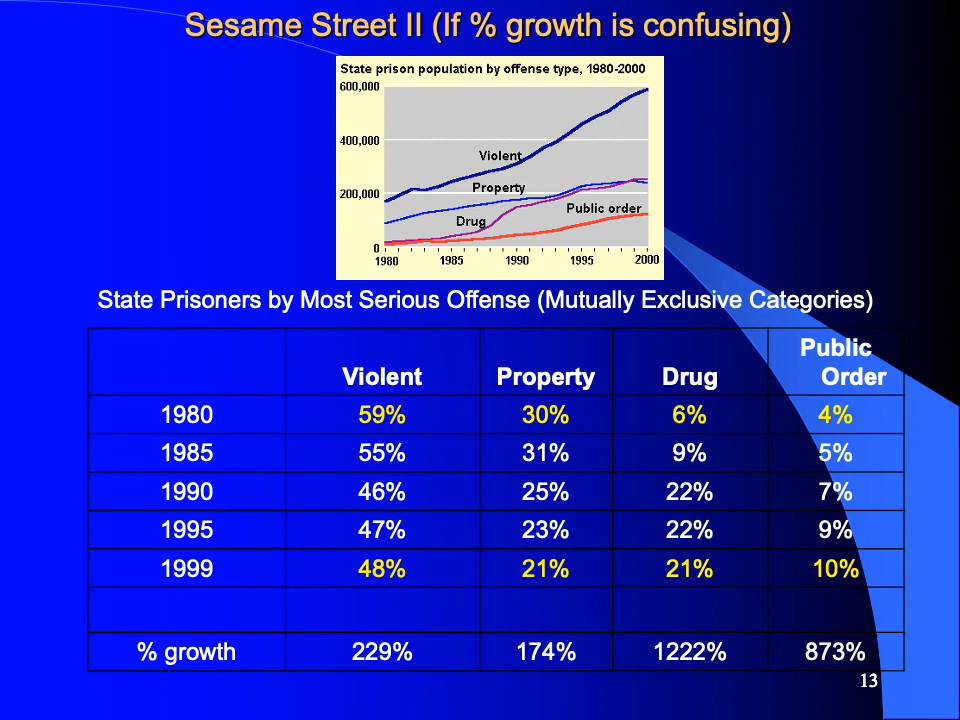 Sesame Street II (If % growth is confusing)
State prison population by offense type, 1980-2000
600,000
400,000
200,000
0
Violent
Property
Drug
Public order
1980 1985 1990 1995 2000
State Prisoners by Most Serious Offense (Mutually Exclusive Categories)
Violent Property Drug Public Order
1980 59% 30% 6% 4%
1985 55% 31% 9% 5%
1990 46% 25% 22% 7%
1995 47% 23% 22% 9%
1999 48% 21% 21% 10%
% growth 229% 174% 1222% 873%
13